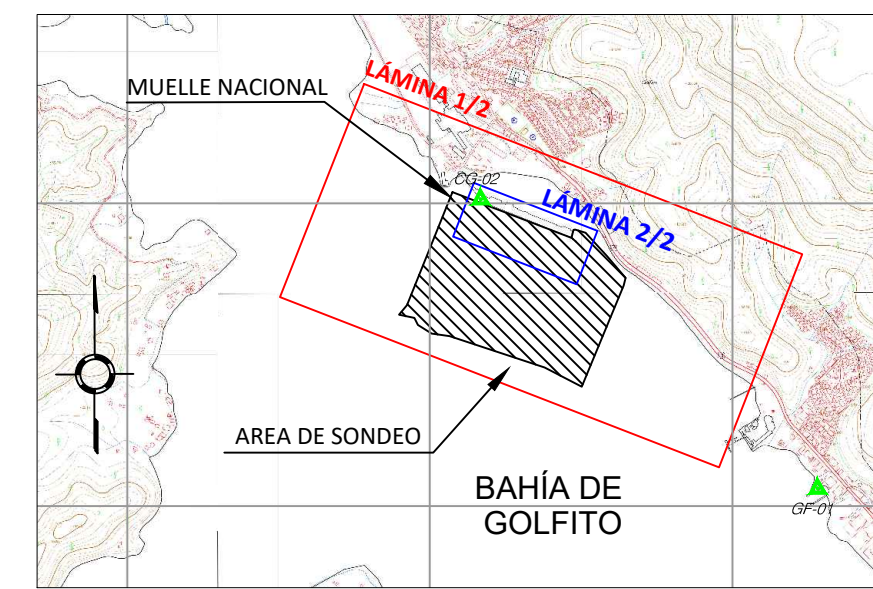 LÁMINA 1/2
MUELLE NACIONAL
CG-02
LÁMINA 2/2
AREA DE SONDEO
BAHÍA DE
GOLFITO
GF-01